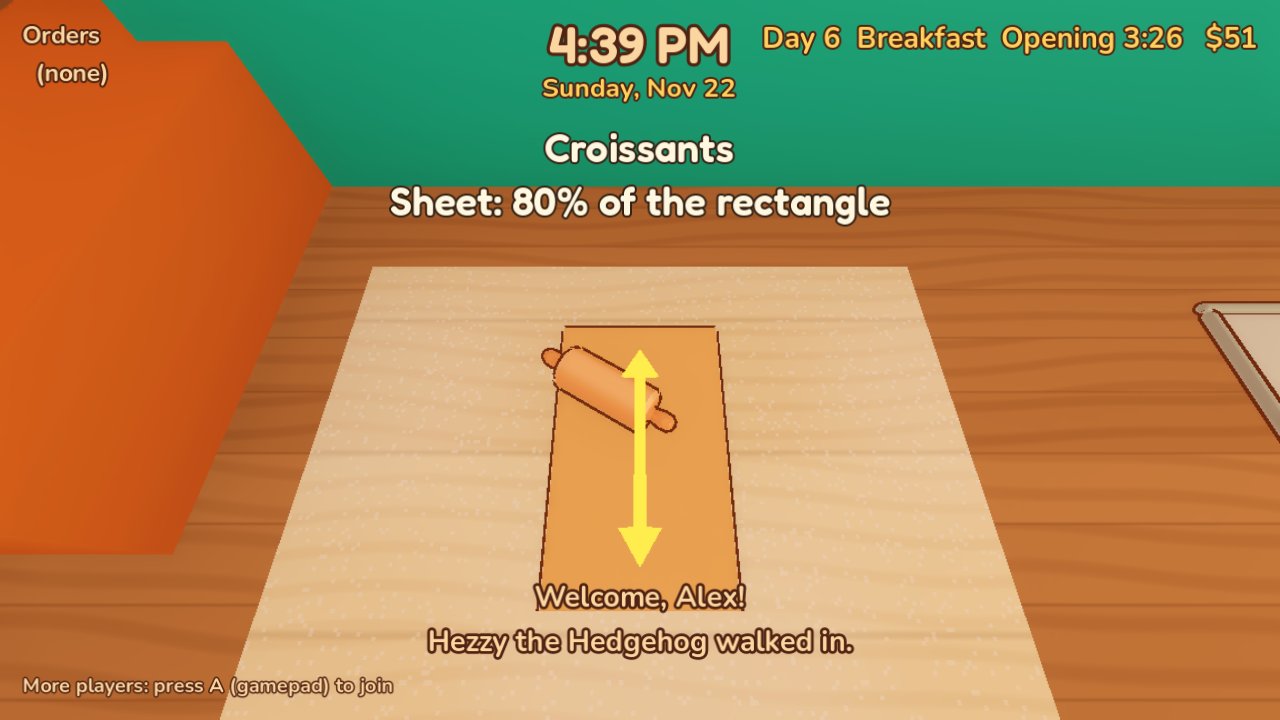 Orders
(none)
4:39 PM
Sunday, Nov 22
Day 6 Breakfast Opening 3:26 $51
Croissants
Sheet: 80% of the rectangle
Welcome, Alex!
Hezzy the Hedgehog walked in.
More players: press A (gamepad) to join